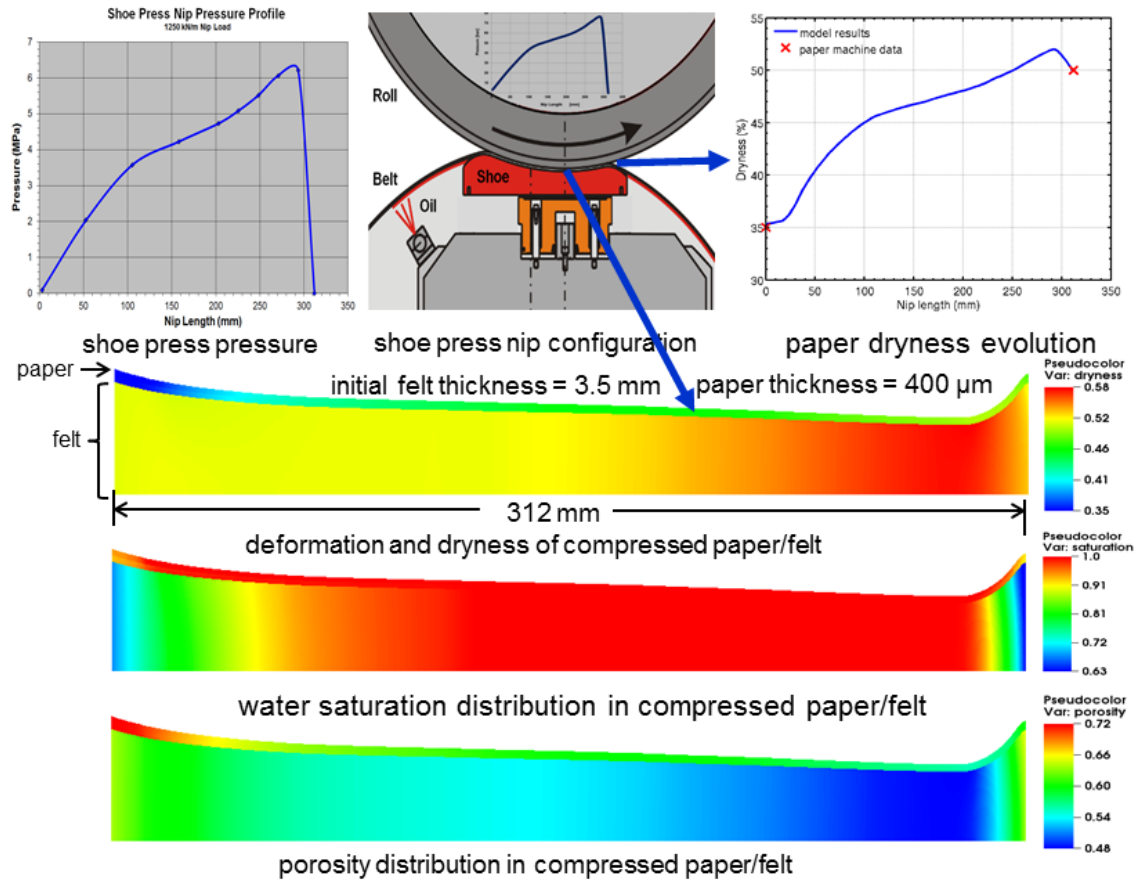 Shoe Press Nip Pressure Profile
1250 kN/m Nip Load
7
6
5
4
3
2
1
0
Pressure (MPa)
0 50 100 150 200 250 300 350
Nip Length (mm)
shoe press pressure
Nip Length [mm]
Roll
Belt
Oil
Shoe
shoe press nip configuration
model results
paper machine data
55
50
45
40
35
30
Dryness (%)
0 50 100 150 200 250 300 350
Nip length (mm)
paper dryness evolution
paper
felt
initial felt thickness = 3.5 mm
paper thickness = 400 µm
Pseudocolor
Var: dryness
0.58
0.52
0.46
0.41
0.35
312 mm
deformation and dryness of compressed paper/felt
Pseudocolor
Var: saturation
1.0
0.91
0.81
0.72
0.63
water saturation distribution in compressed paper/felt
Pseudocolor
Var: porosity
0.72
0.66
0.60
0.54
0.48
porosity distribution in compressed paper/felt